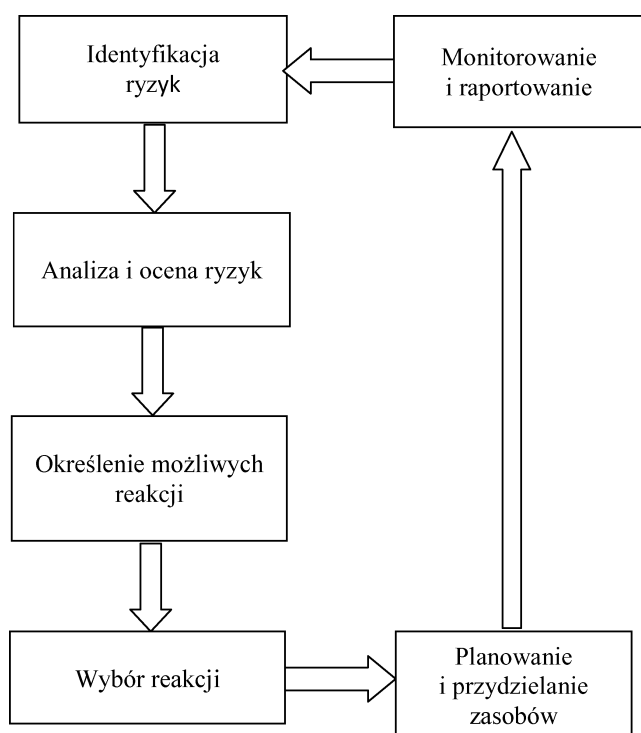 Identyfikacja
ryzyk
Monitorowanie
i raportowanie
Analiza i ocena ryzyk
Określenie możliwych
reakcji
Wybór reakcji
Planowanie
i przydzielanie
zasobów